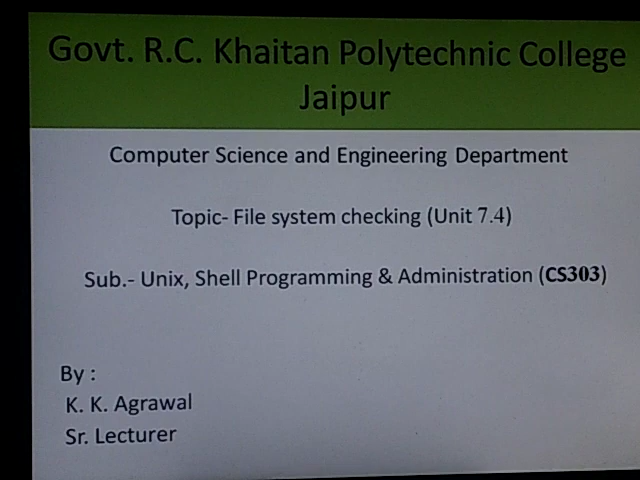 Govt. R.C. Khaitan Polytechnic College
Jaipur
Computer Science and Engineering Department
Topic- File system checking (Unit 7.4)
Sub.- Unix, Shell Programming & Administration (CS303)
By :
K. K. Agrawal
Sr. Lecturer